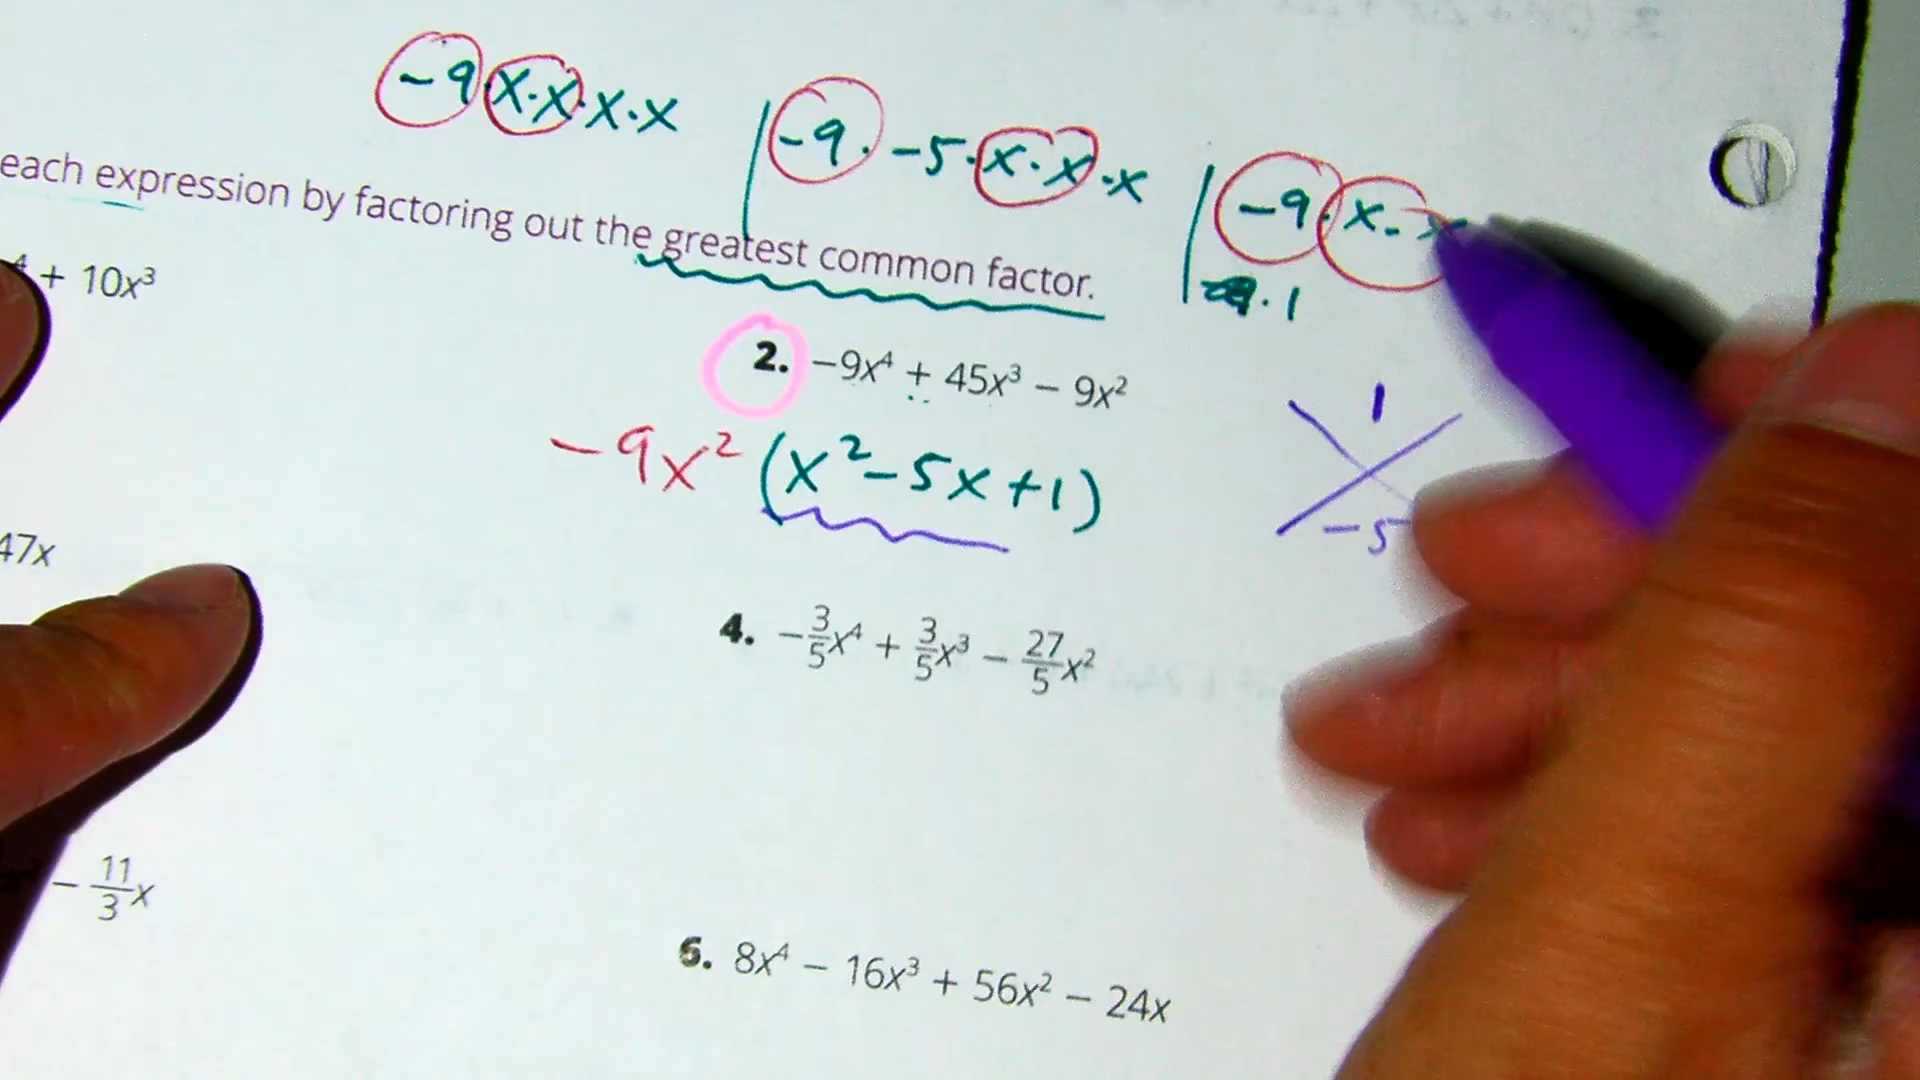 -9·x·x·x·x | -9·-5·x·x·x | -9·x·x
·1
each expression by factoring out the greatest common factor.
+ 10x³
2. −9x⁴ + 45x³ − 9x²
-9x² (x²-5x+1)
1
-5
47x
4. −3/5x⁴ + 3/5x³ − 27/5x²
− 11/3x
6. 8x⁴ − 16x³ + 56x² − 24x